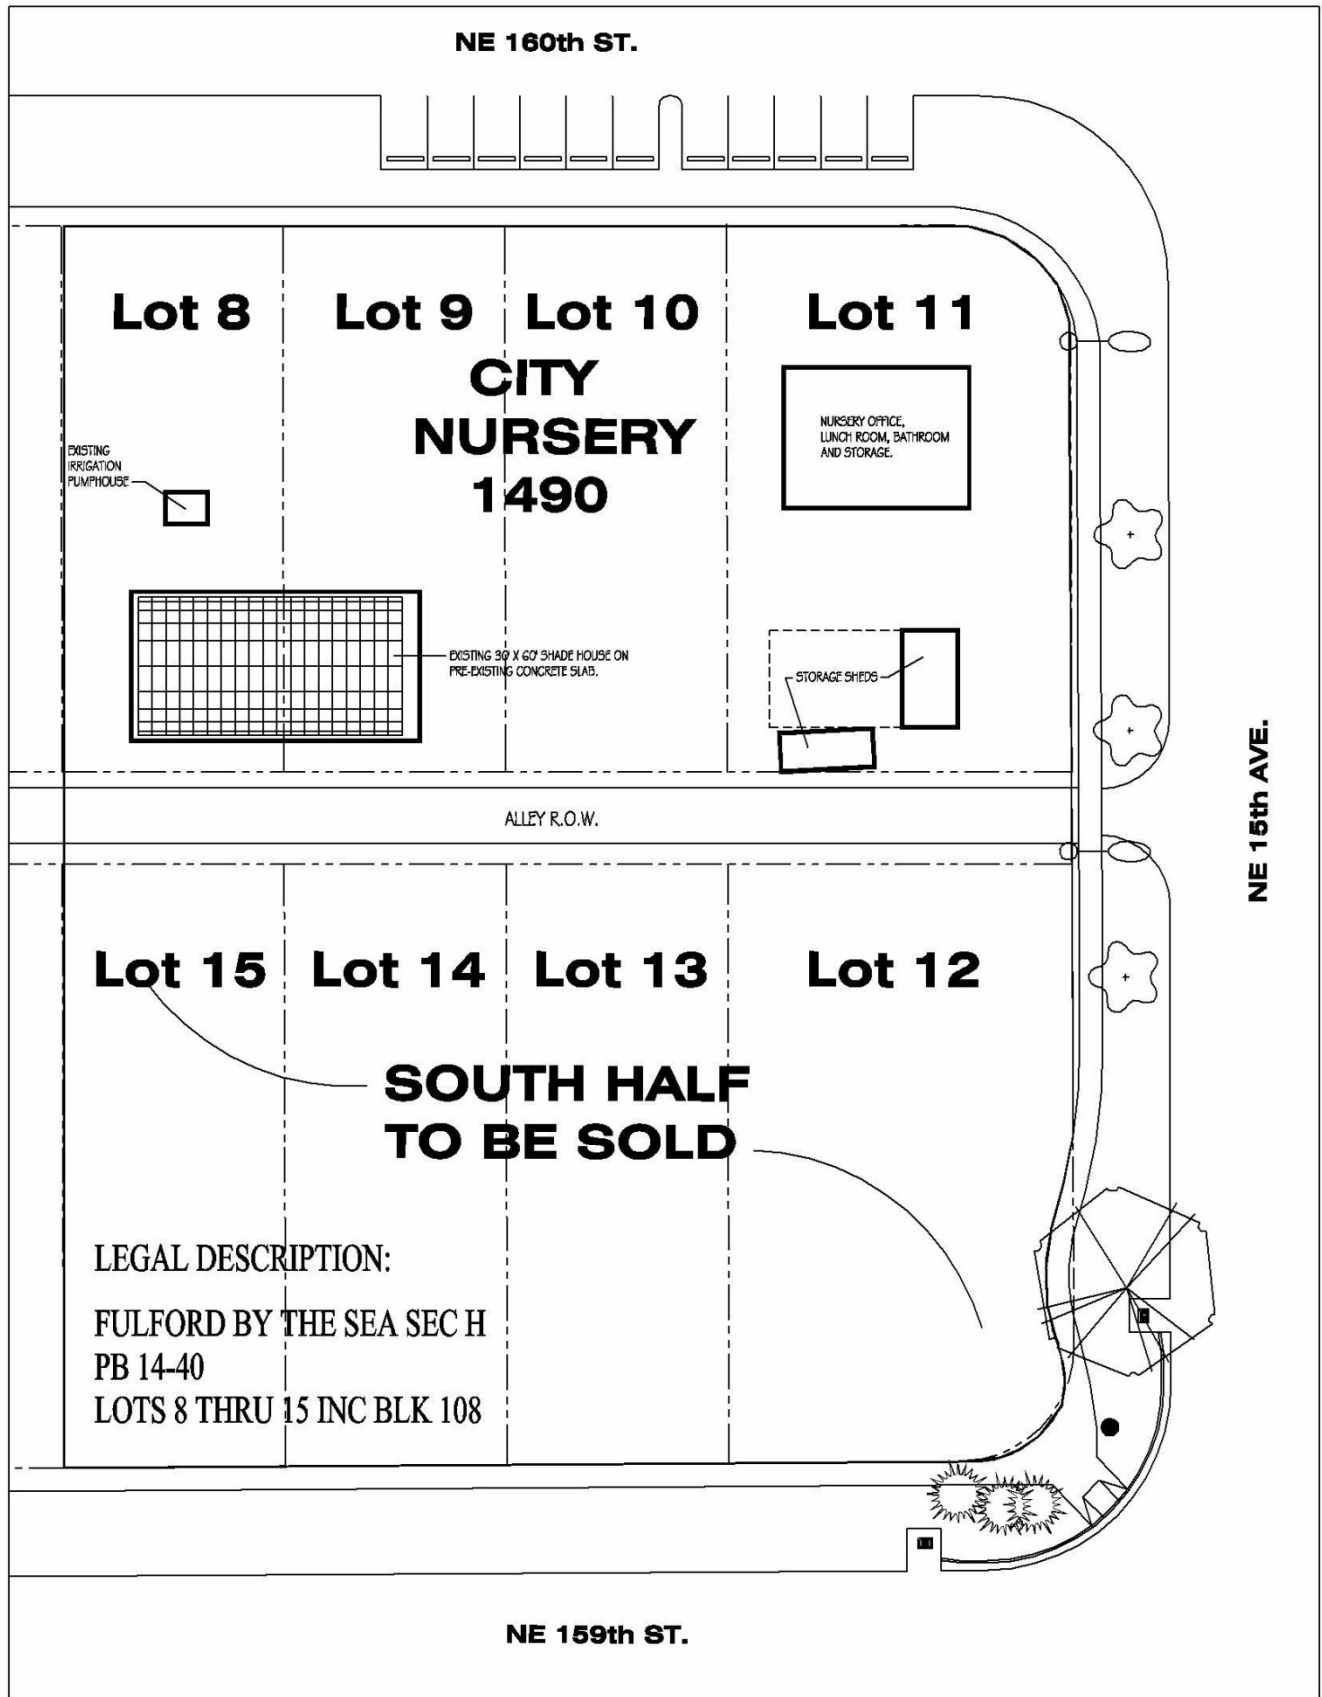 NE 160th ST.
Lot 8
Lot 9
Lot 10
Lot 11
CITY
NURSERY
1490
NURSERY OFFICE,
LUNCH ROOM, BATHROOM
AND STORAGE.
EXISTING
IRRIGATION
PUMPHOUSE
EXISTING 30' X 60' SHADE HOUSE ON
PRE-EXISTING CONCRETE SLAB.
STORAGE SHEDS
NE 15th AVE.
ALLEY R.O.W.
Lot 15
Lot 14
Lot 13
Lot 12
SOUTH HALF
TO BE SOLD
LEGAL DESCRIPTION:
FULFORD BY THE SEA SEC H
PB 14-40
LOTS 8 THRU 15 INC BLK 108
NE 159th ST.